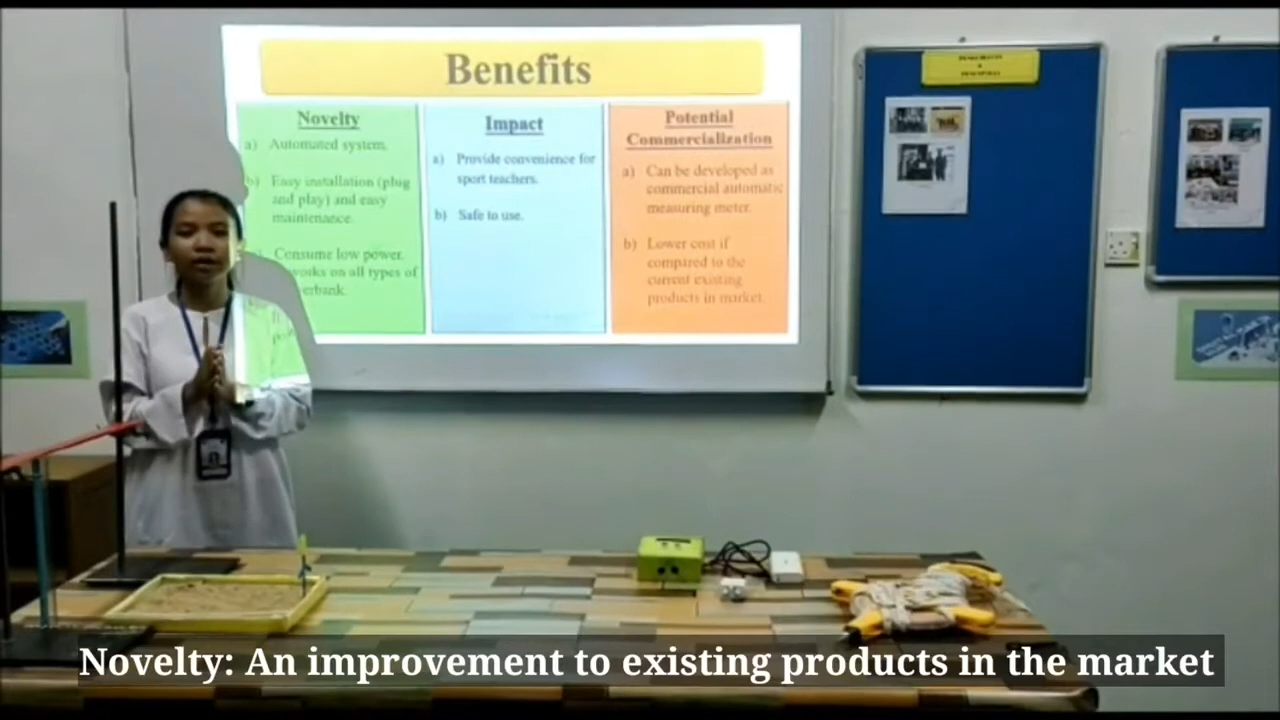 Benefits
Novelty
a) Automated system.
b) Easy installation (plug
and play) and easy
maintenance.
Consume low power.
works on all types of
erbank.
Impact
a) Provide convenience for
sport teachers.
b) Safe to use.
Potential
Commercialization
a) Can be developed as
commercial automatic
measuring meter.
b) Lower cost if
compared to the
current existing
products in market.
Novelty: An improvement to existing products in the market